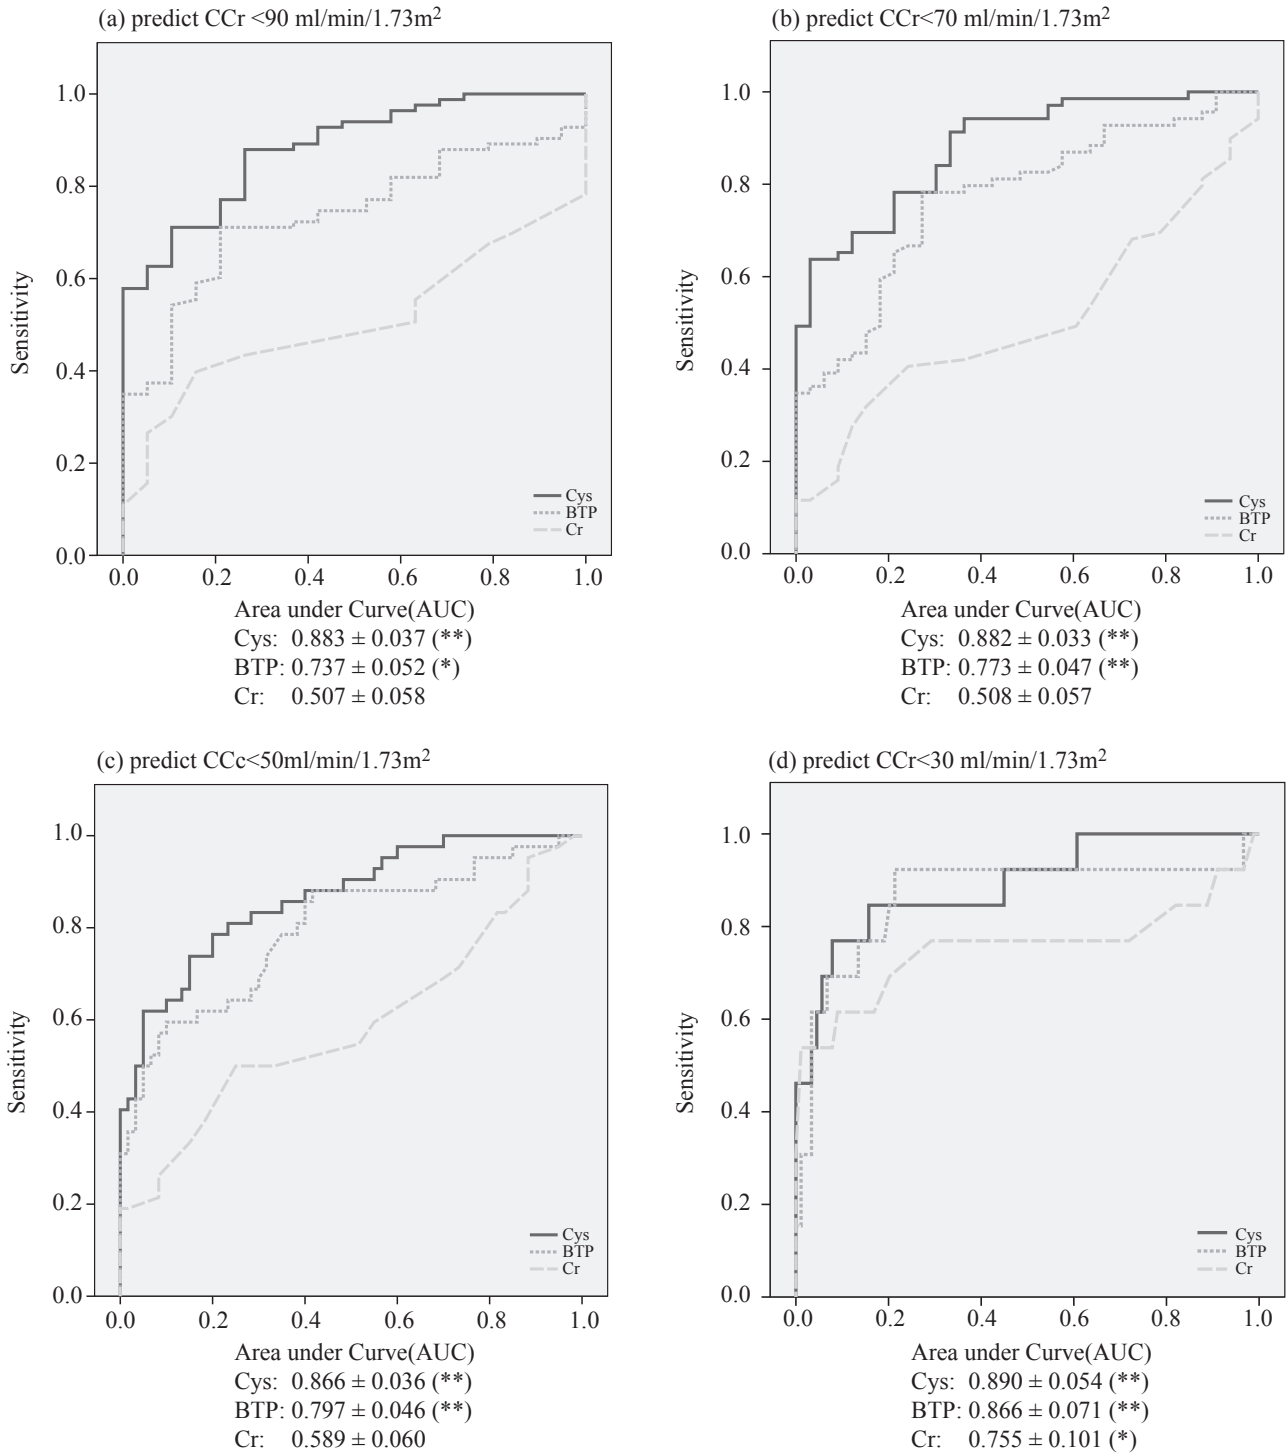 (a) predict CCr <90 ml/min/1.73m²
1.0
0.8
0.6
0.4
0.2
0.0
Sensitivity
Cys
BTP
Cr
0.0 0.2 0.4 0.6 0.8 1.0
Area under Curve(AUC)
Cys: 0.883 ± 0.037 (**)
BTP: 0.737 ± 0.052 (*)
Cr: 0.507 ± 0.058
(b) predict CCr<70 ml/min/1.73m²
1.0
0.8
0.6
0.4
0.2
0.0
Sensitivity
Cys
BTP
Cr
0.0 0.2 0.4 0.6 0.8 1.0
Area under Curve(AUC)
Cys: 0.882 ± 0.033 (**)
BTP: 0.773 ± 0.047 (**)
Cr: 0.508 ± 0.057
(c) predict CCc<50ml/min/1.73m²
1.0
0.8
0.6
0.4
0.2
0.0
Sensitivity
Cys
BTP
Cr
0.0 0.2 0.4 0.6 0.8 1.0
Area under Curve(AUC)
Cys: 0.866 ± 0.036 (**)
BTP: 0.797 ± 0.046 (**)
Cr: 0.589 ± 0.060
(d) predict CCr<30 ml/min/1.73m²
1.0
0.8
0.6
0.4
0.2
0.0
Sensitivity
Cys
BTP
Cr
0.0 0.2 0.4 0.6 0.8 1.0
Area under Curve(AUC)
Cys: 0.890 ± 0.054 (**)
BTP: 0.866 ± 0.071 (**)
Cr: 0.755 ± 0.101 (*)